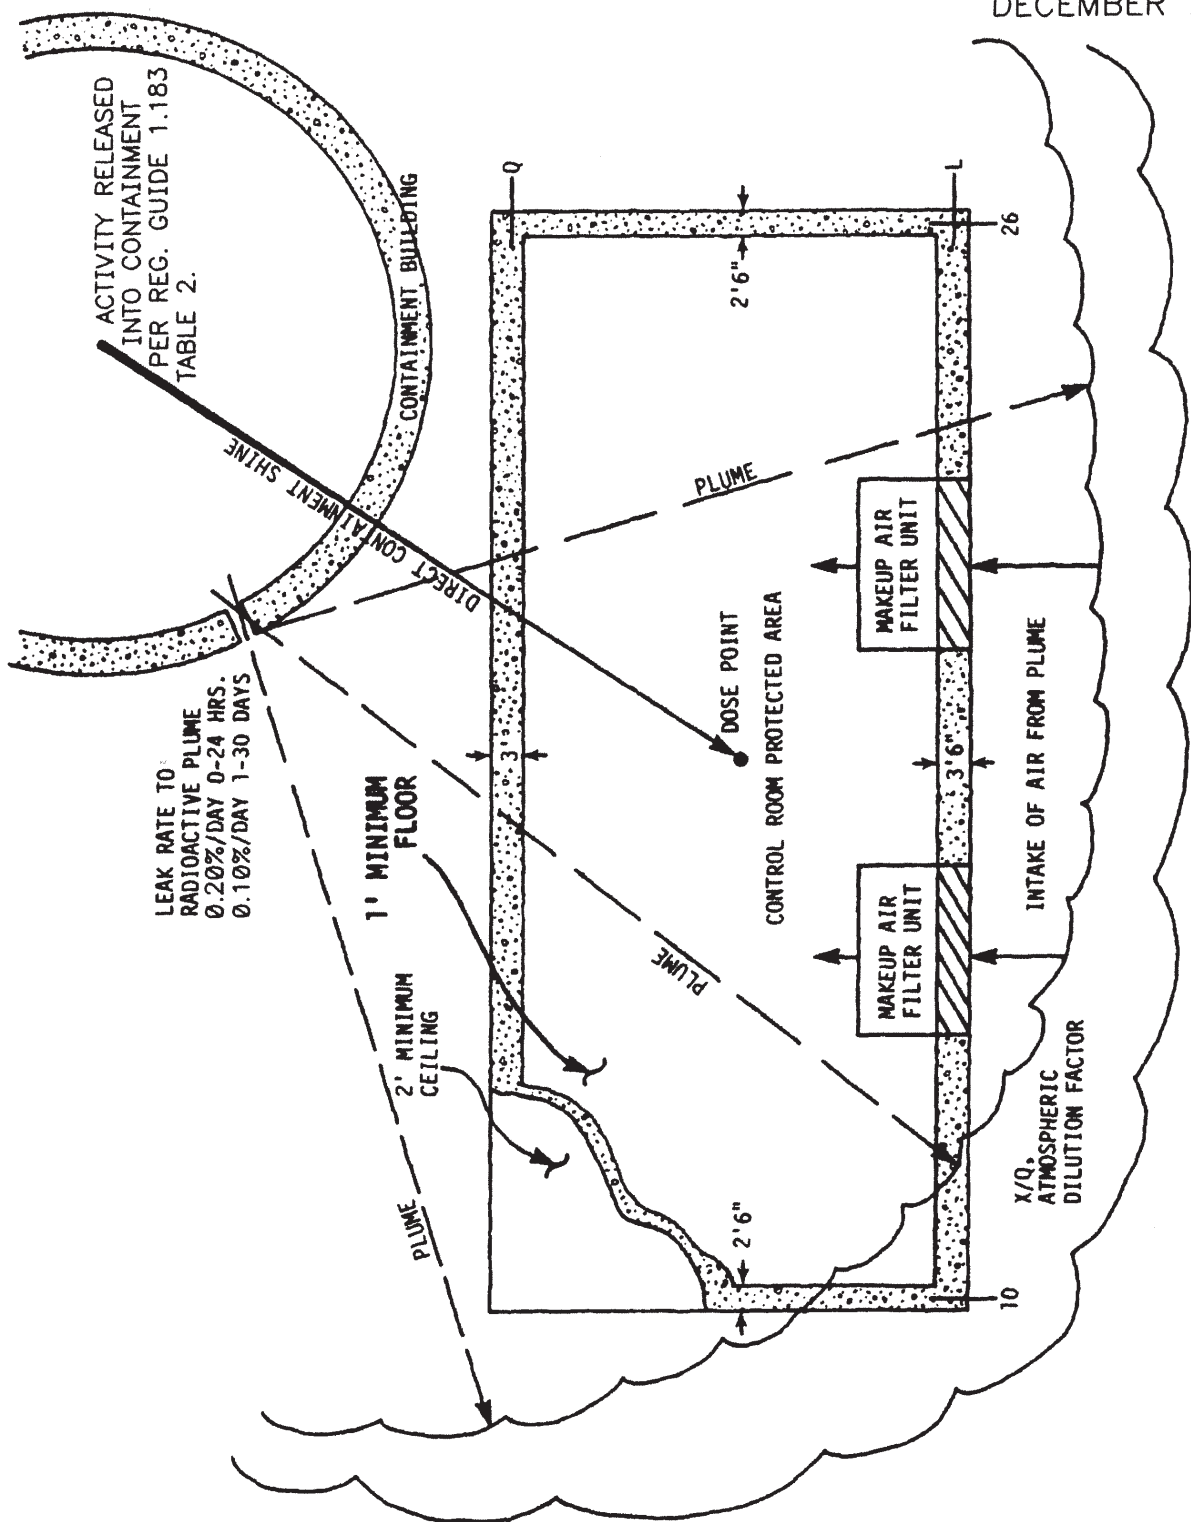 DECEMBER
ACTIVITY RELEASED
INTO CONTAINMENT
PER REG. GUIDE 1.183
TABLE 2.
CONTAINMENT BUILDING
DIRECT CONTAINMENT SHINE
LEAK RATE TO
RADIOACTIVE PLUME
0.20%/DAY 0-24 HRS.
0.10%/DAY 1-30 DAYS
1' MINIMUM
FLOOR
2' MINIMUM
CEILING
PLUME
PLUME
PLUME
Q
L
26
10
2'6"
2'6"
3'
3'6"
DOSE POINT
CONTROL ROOM PROTECTED AREA
MAKEUP AIR
FILTER UNIT
MAKEUP AIR
FILTER UNIT
INTAKE OF AIR FROM PLUME
X/Q,
ATMOSPHERIC
DILUTION FACTOR